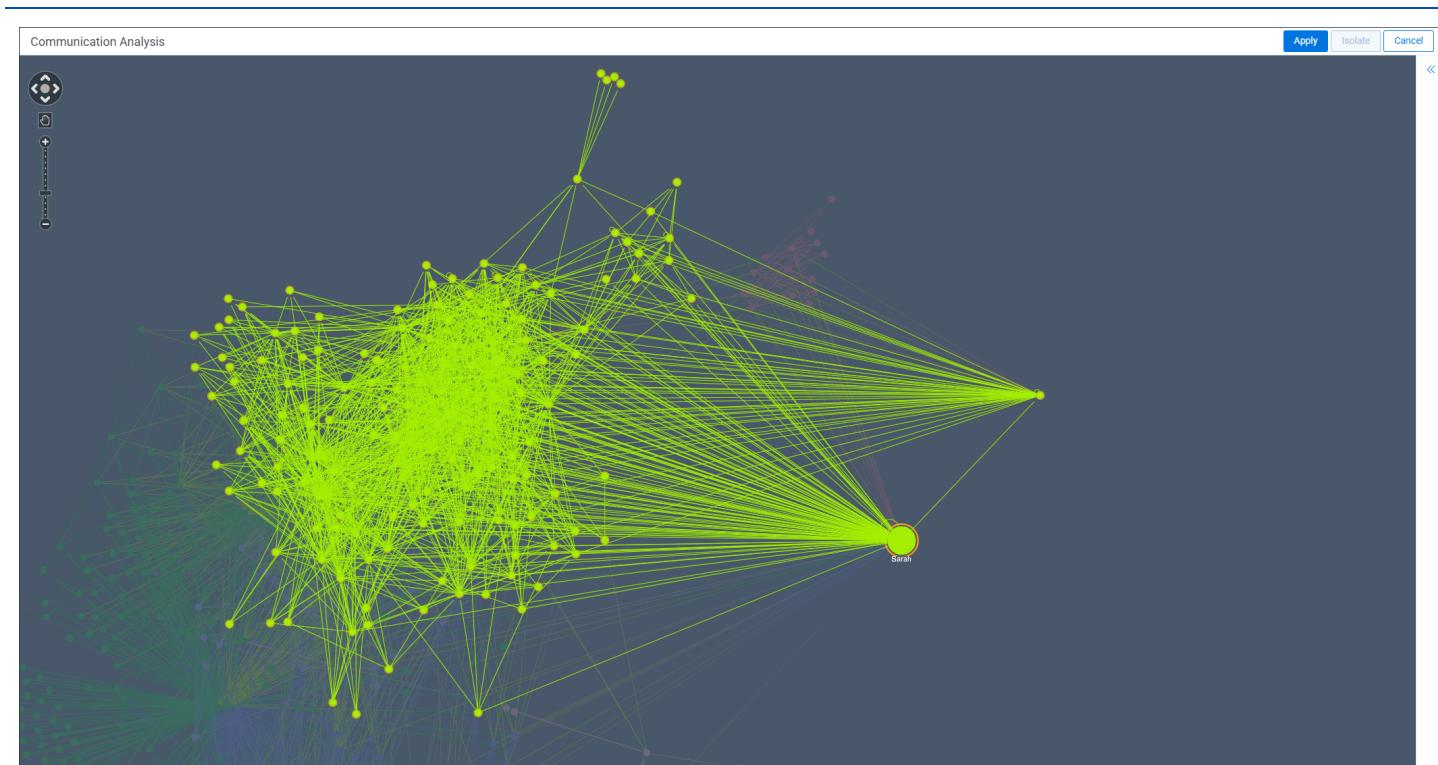 Communication Analysis
Apply
Isolate
Cancel
Sarah